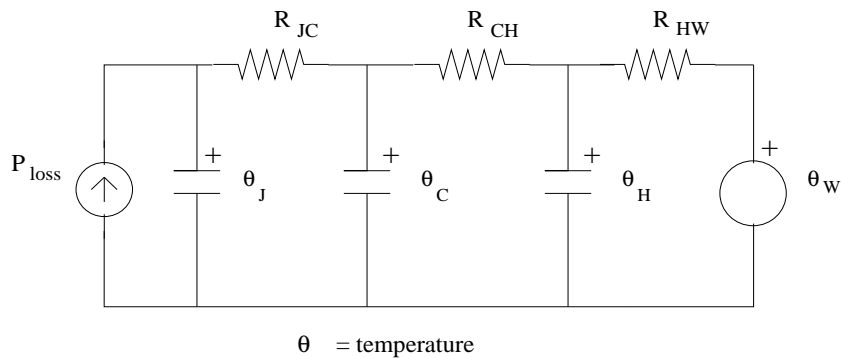 R JC
R CH
R HW
+
+
+
+
P loss
θ J
θ C
θ H
θ W
θ = temperature